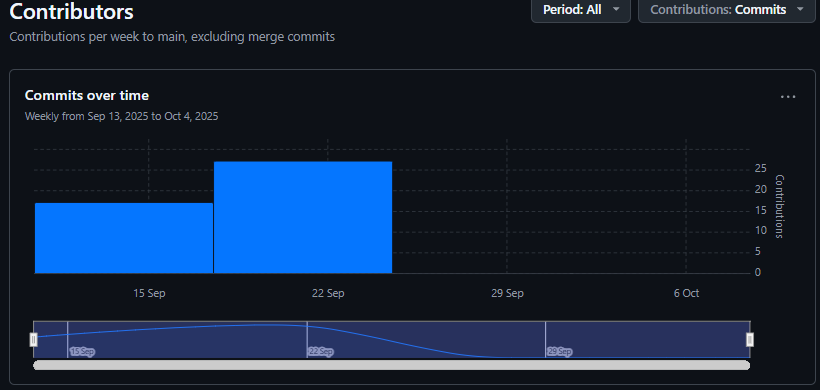 Contributors
Period: All
Contributions: Commits
Contributions per week to main, excluding merge commits
Commits over time
Weekly from Sep 13, 2025 to Oct 4, 2025
25
20
15
10
5
0
Contributions
15 Sep
22 Sep
29 Sep
6 Oct
15 Sep
22 Sep
29 Sep